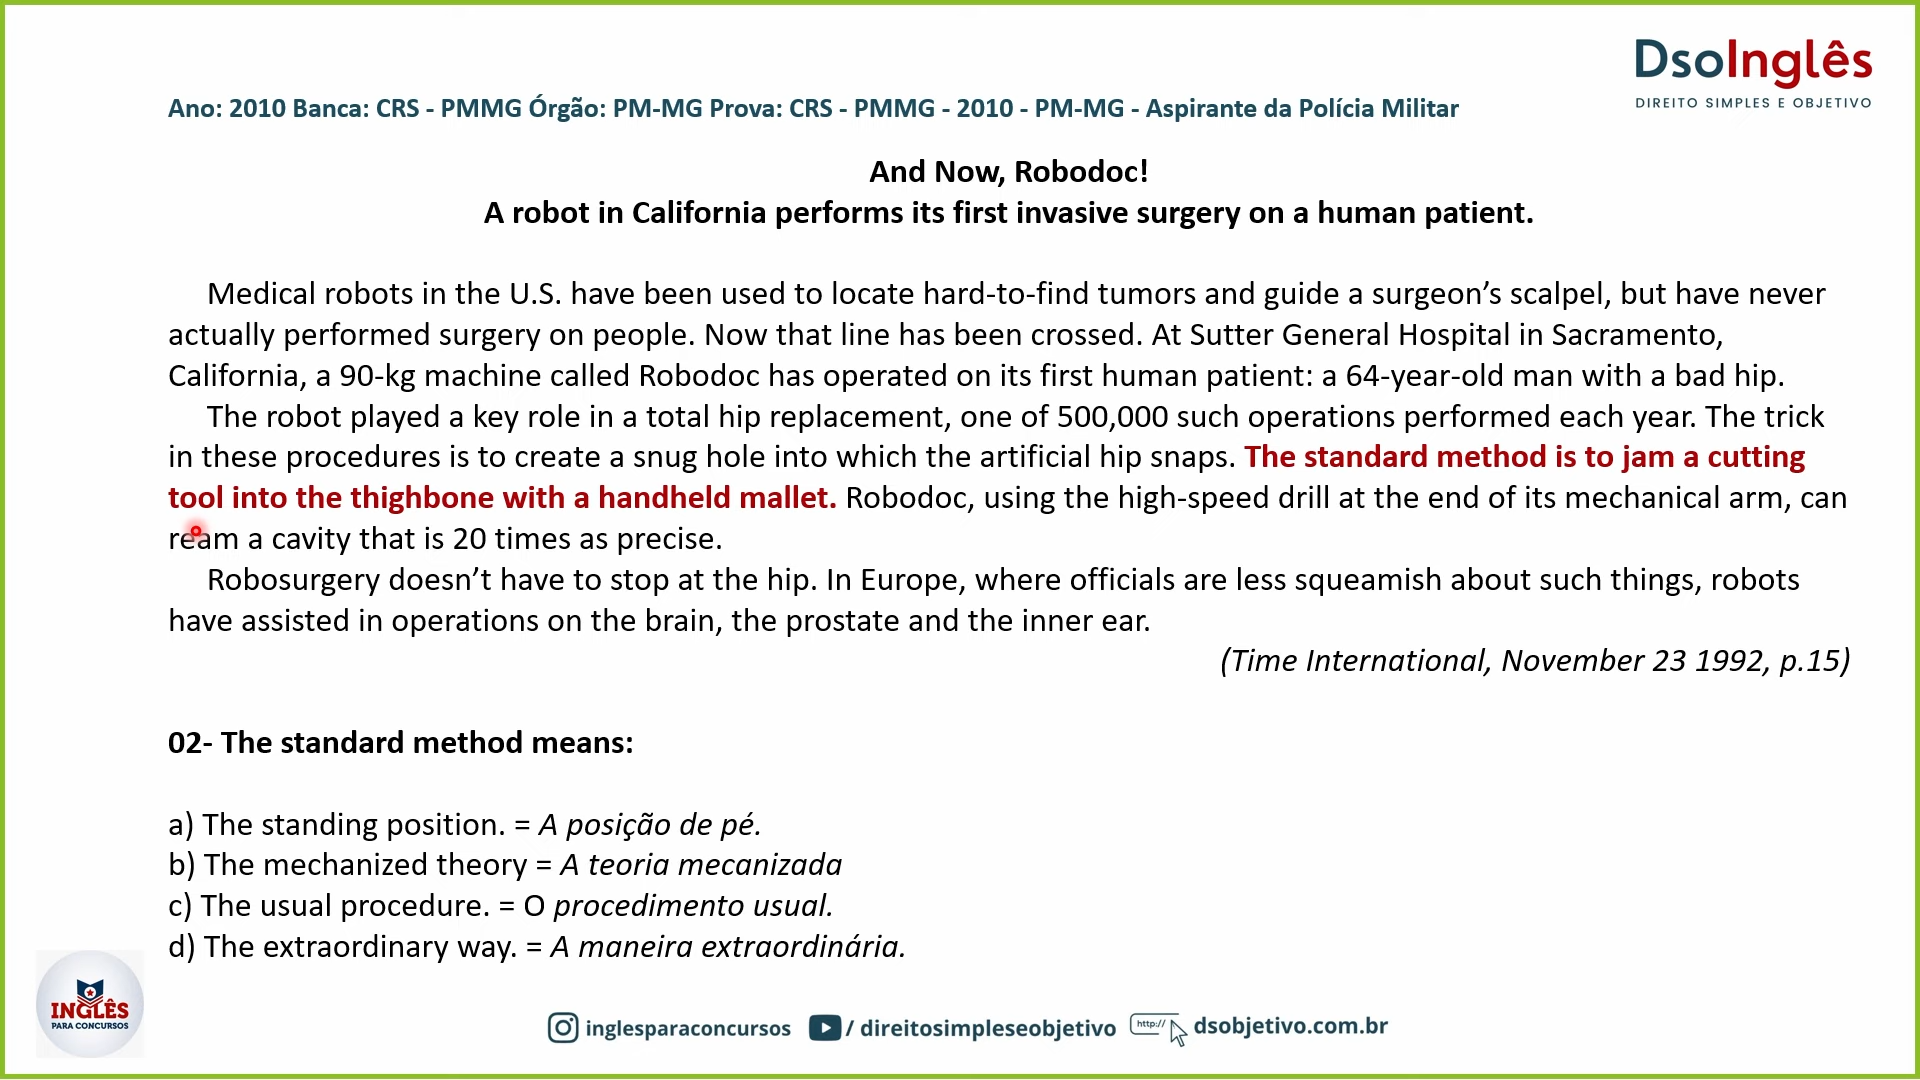 DsoInglês
DIREITO SIMPLES E OBJETIVO
Ano: 2010 Banca: CRS - PMMG Órgão: PM-MG Prova: CRS - PMMG - 2010 - PM-MG - Aspirante da Polícia Militar
And Now, Robodoc!
A robot in California performs its first invasive surgery on a human patient.
Medical robots in the U.S. have been used to locate hard-to-find tumors and guide a surgeon’s scalpel, but have never
actually performed surgery on people. Now that line has been crossed. At Sutter General Hospital in Sacramento,
California, a 90-kg machine called Robodoc has operated on its first human patient: a 64-year-old man with a bad hip.
The robot played a key role in a total hip replacement, one of 500,000 such operations performed each year. The trick
in these procedures is to create a snug hole into which the artificial hip snaps. The standard method is to jam a cutting
tool into the thighbone with a handheld mallet. Robodoc, using the high-speed drill at the end of its mechanical arm, can
ream a cavity that is 20 times as precise.
Robosurgery doesn’t have to stop at the hip. In Europe, where officials are less squeamish about such things, robots
have assisted in operations on the brain, the prostate and the inner ear.
(Time International, November 23 1992, p.15)
02- The standard method means:
a) The standing position. = A posição de pé.
b) The mechanized theory = A teoria mecanizada
c) The usual procedure. = O procedimento usual.
d) The extraordinary way. = A maneira extraordinária.
INGLÊS
PARA CONCURSOS
inglesparaconcursos / direitosimpleseobjetivo http:// dsobjetivo.com.br